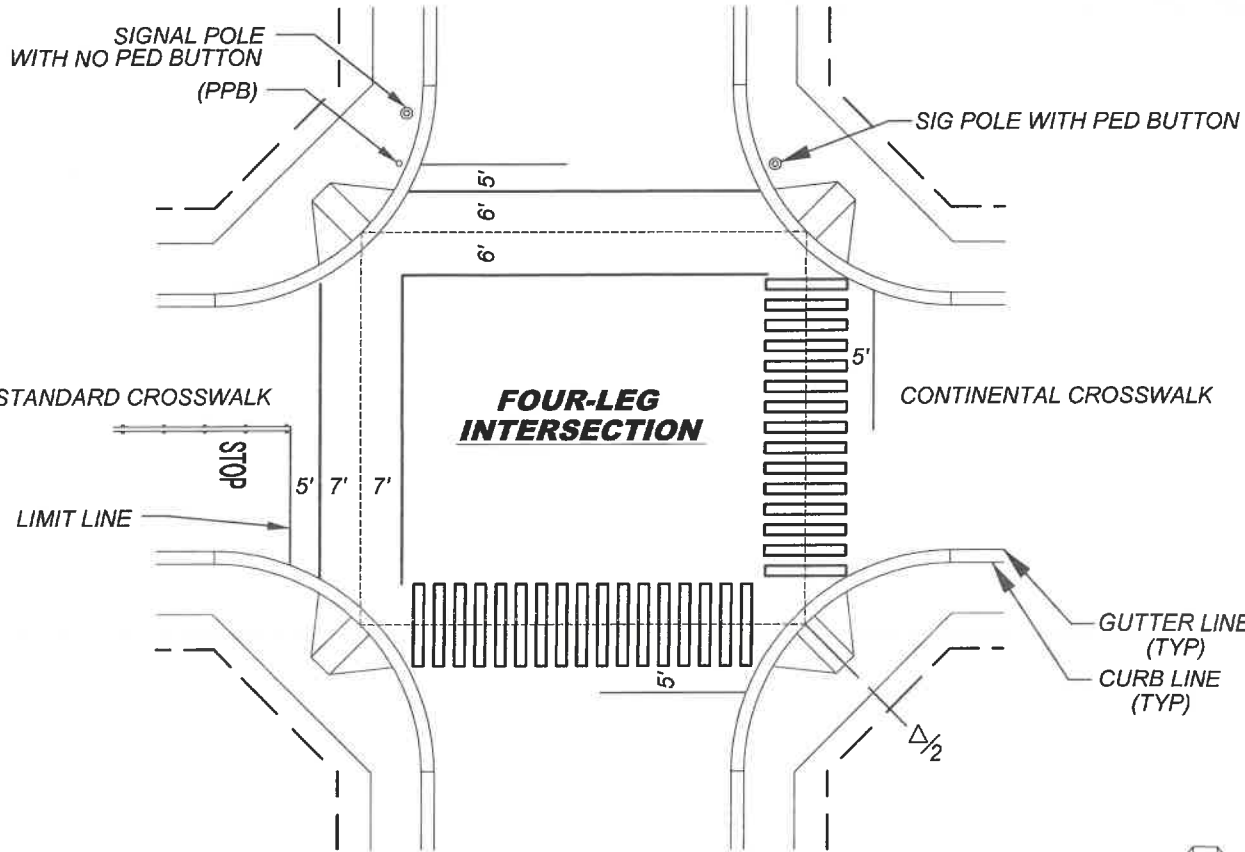 SIGNAL POLE
WITH NO PED BUTTON
(PPB)
SIG POLE WITH PED BUTTON
5'
6'
6'
5'
STANDARD CROSSWALK
FOUR-LEG
INTERSECTION
CONTINENTAL CROSSWALK
STOP
5'
7'
7'
LIMIT LINE
GUTTER LINE
(TYP)
CURB LINE
(TYP)
5'
Δ/2